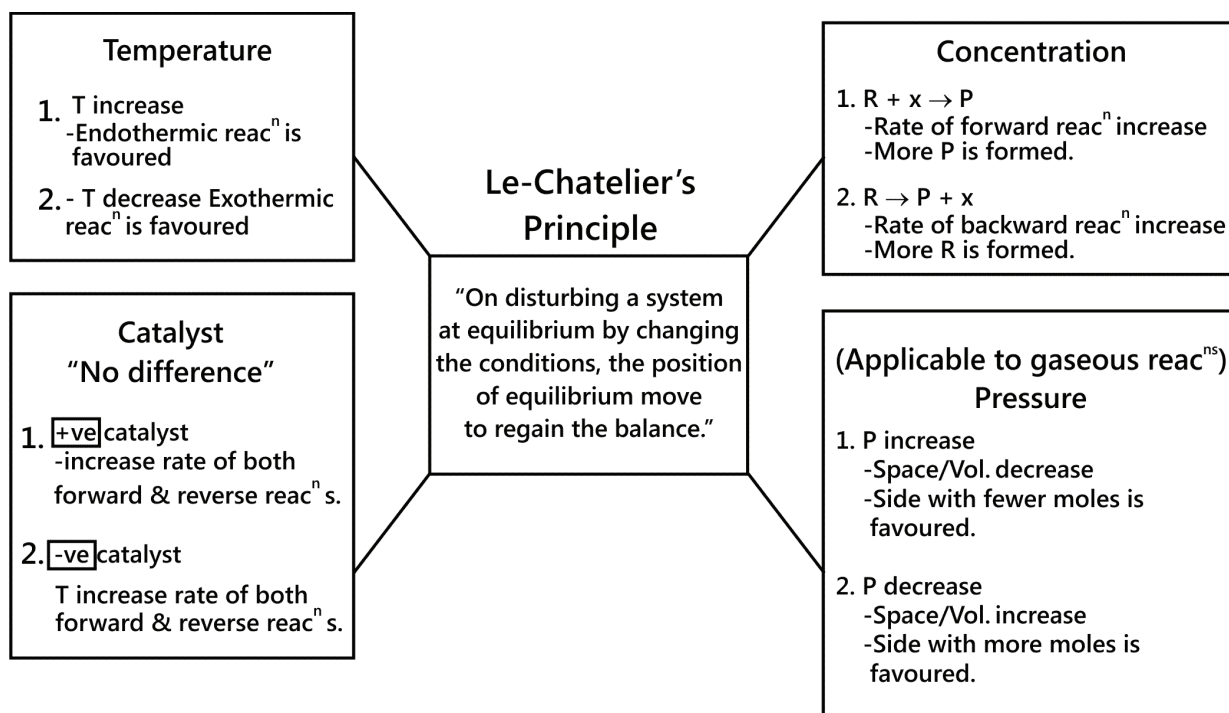 Temperature
1. T increase
-Endothermic reacⁿ is
favoured
2. - T decrease Exothermic
reacⁿ is favoured
Catalyst
“No difference”
1. +ve catalyst
-increase rate of both
forward & reverse reacⁿ s.
2. -ve catalyst
T increase rate of both
forward & reverse reacⁿ s.
Le-Chatelier’s
Principle
“On disturbing a system
at equilibrium by changing
the conditions, the position
of equilibrium move
to regain the balance.”
Concentration
1. R + x → P
-Rate of forward reacⁿ increase
-More P is formed.
2. R → P + x
-Rate of backward reacⁿ increase
-More R is formed.
(Applicable to gaseous reacⁿˢ)
Pressure
1. P increase
-Space/Vol. decrease
-Side with fewer moles is
favoured.
2. P decrease
-Space/Vol. increase
-Side with more moles is
favoured.